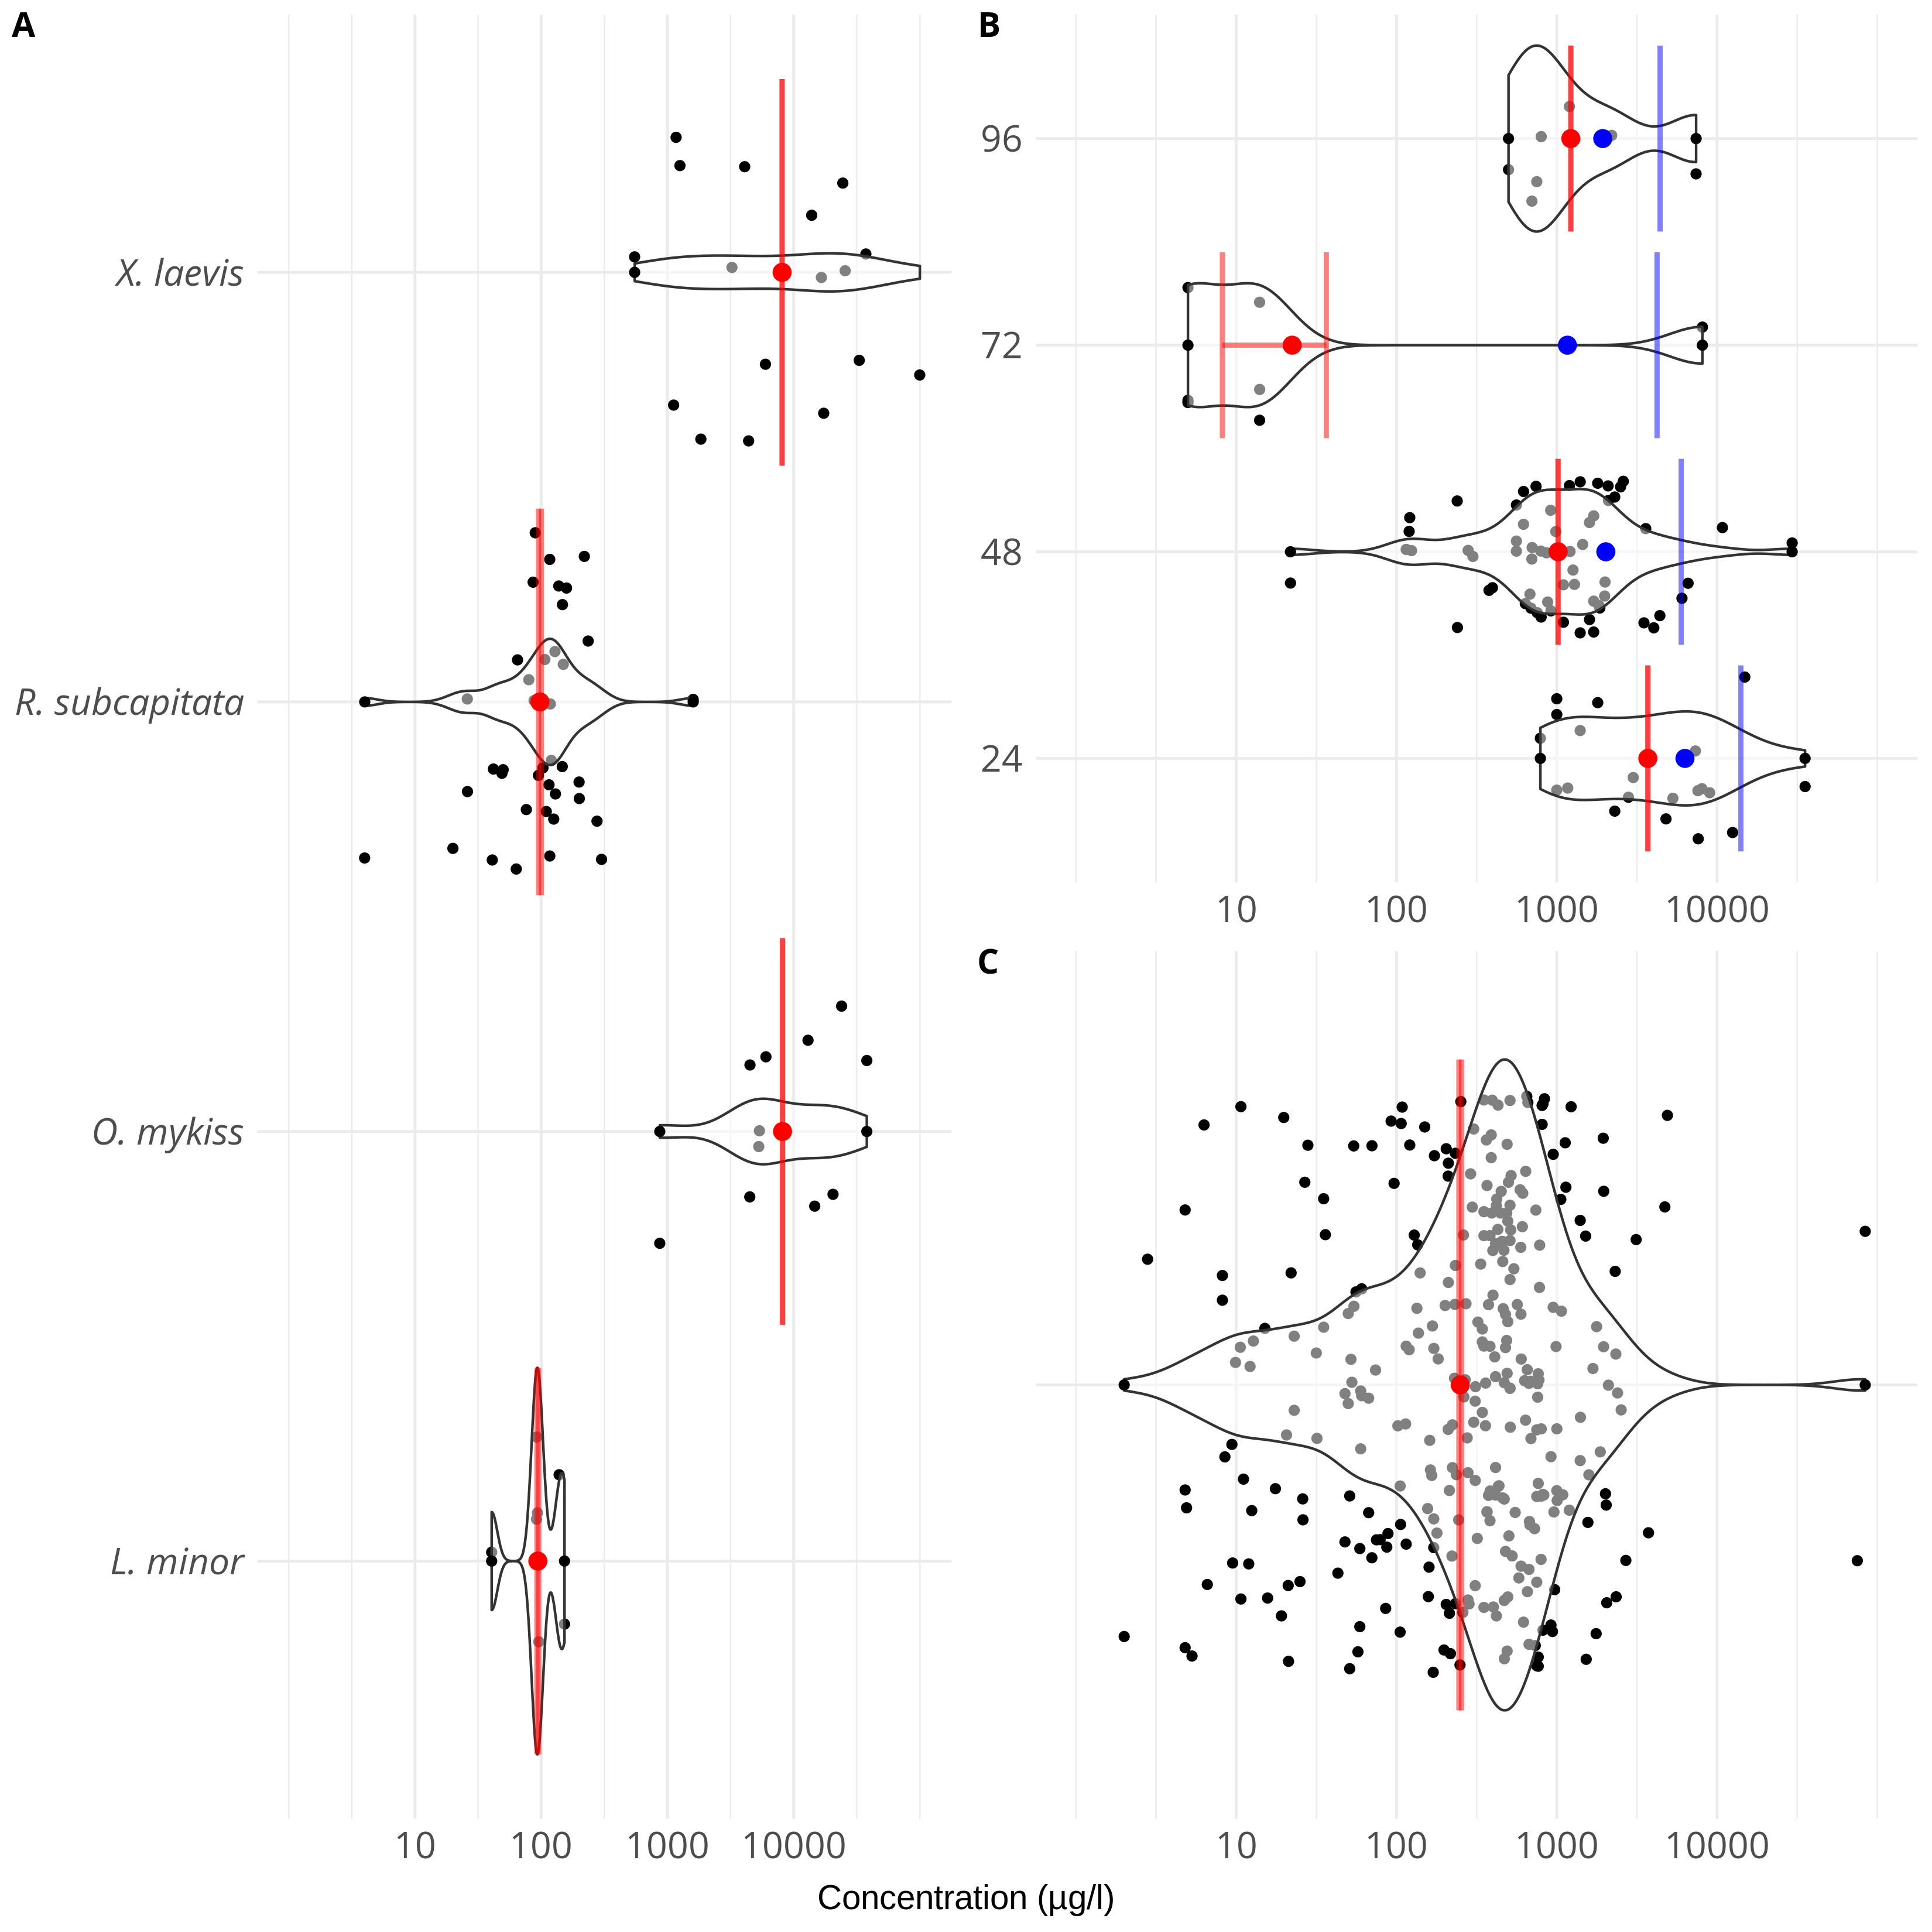 A
X. laevis
R. subcapitata
O. mykiss
L. minor
10 100 1000 10000
B
96
72
48
24
10 100 1000 10000
C
10 100 1000 10000
Concentration (µg/l)